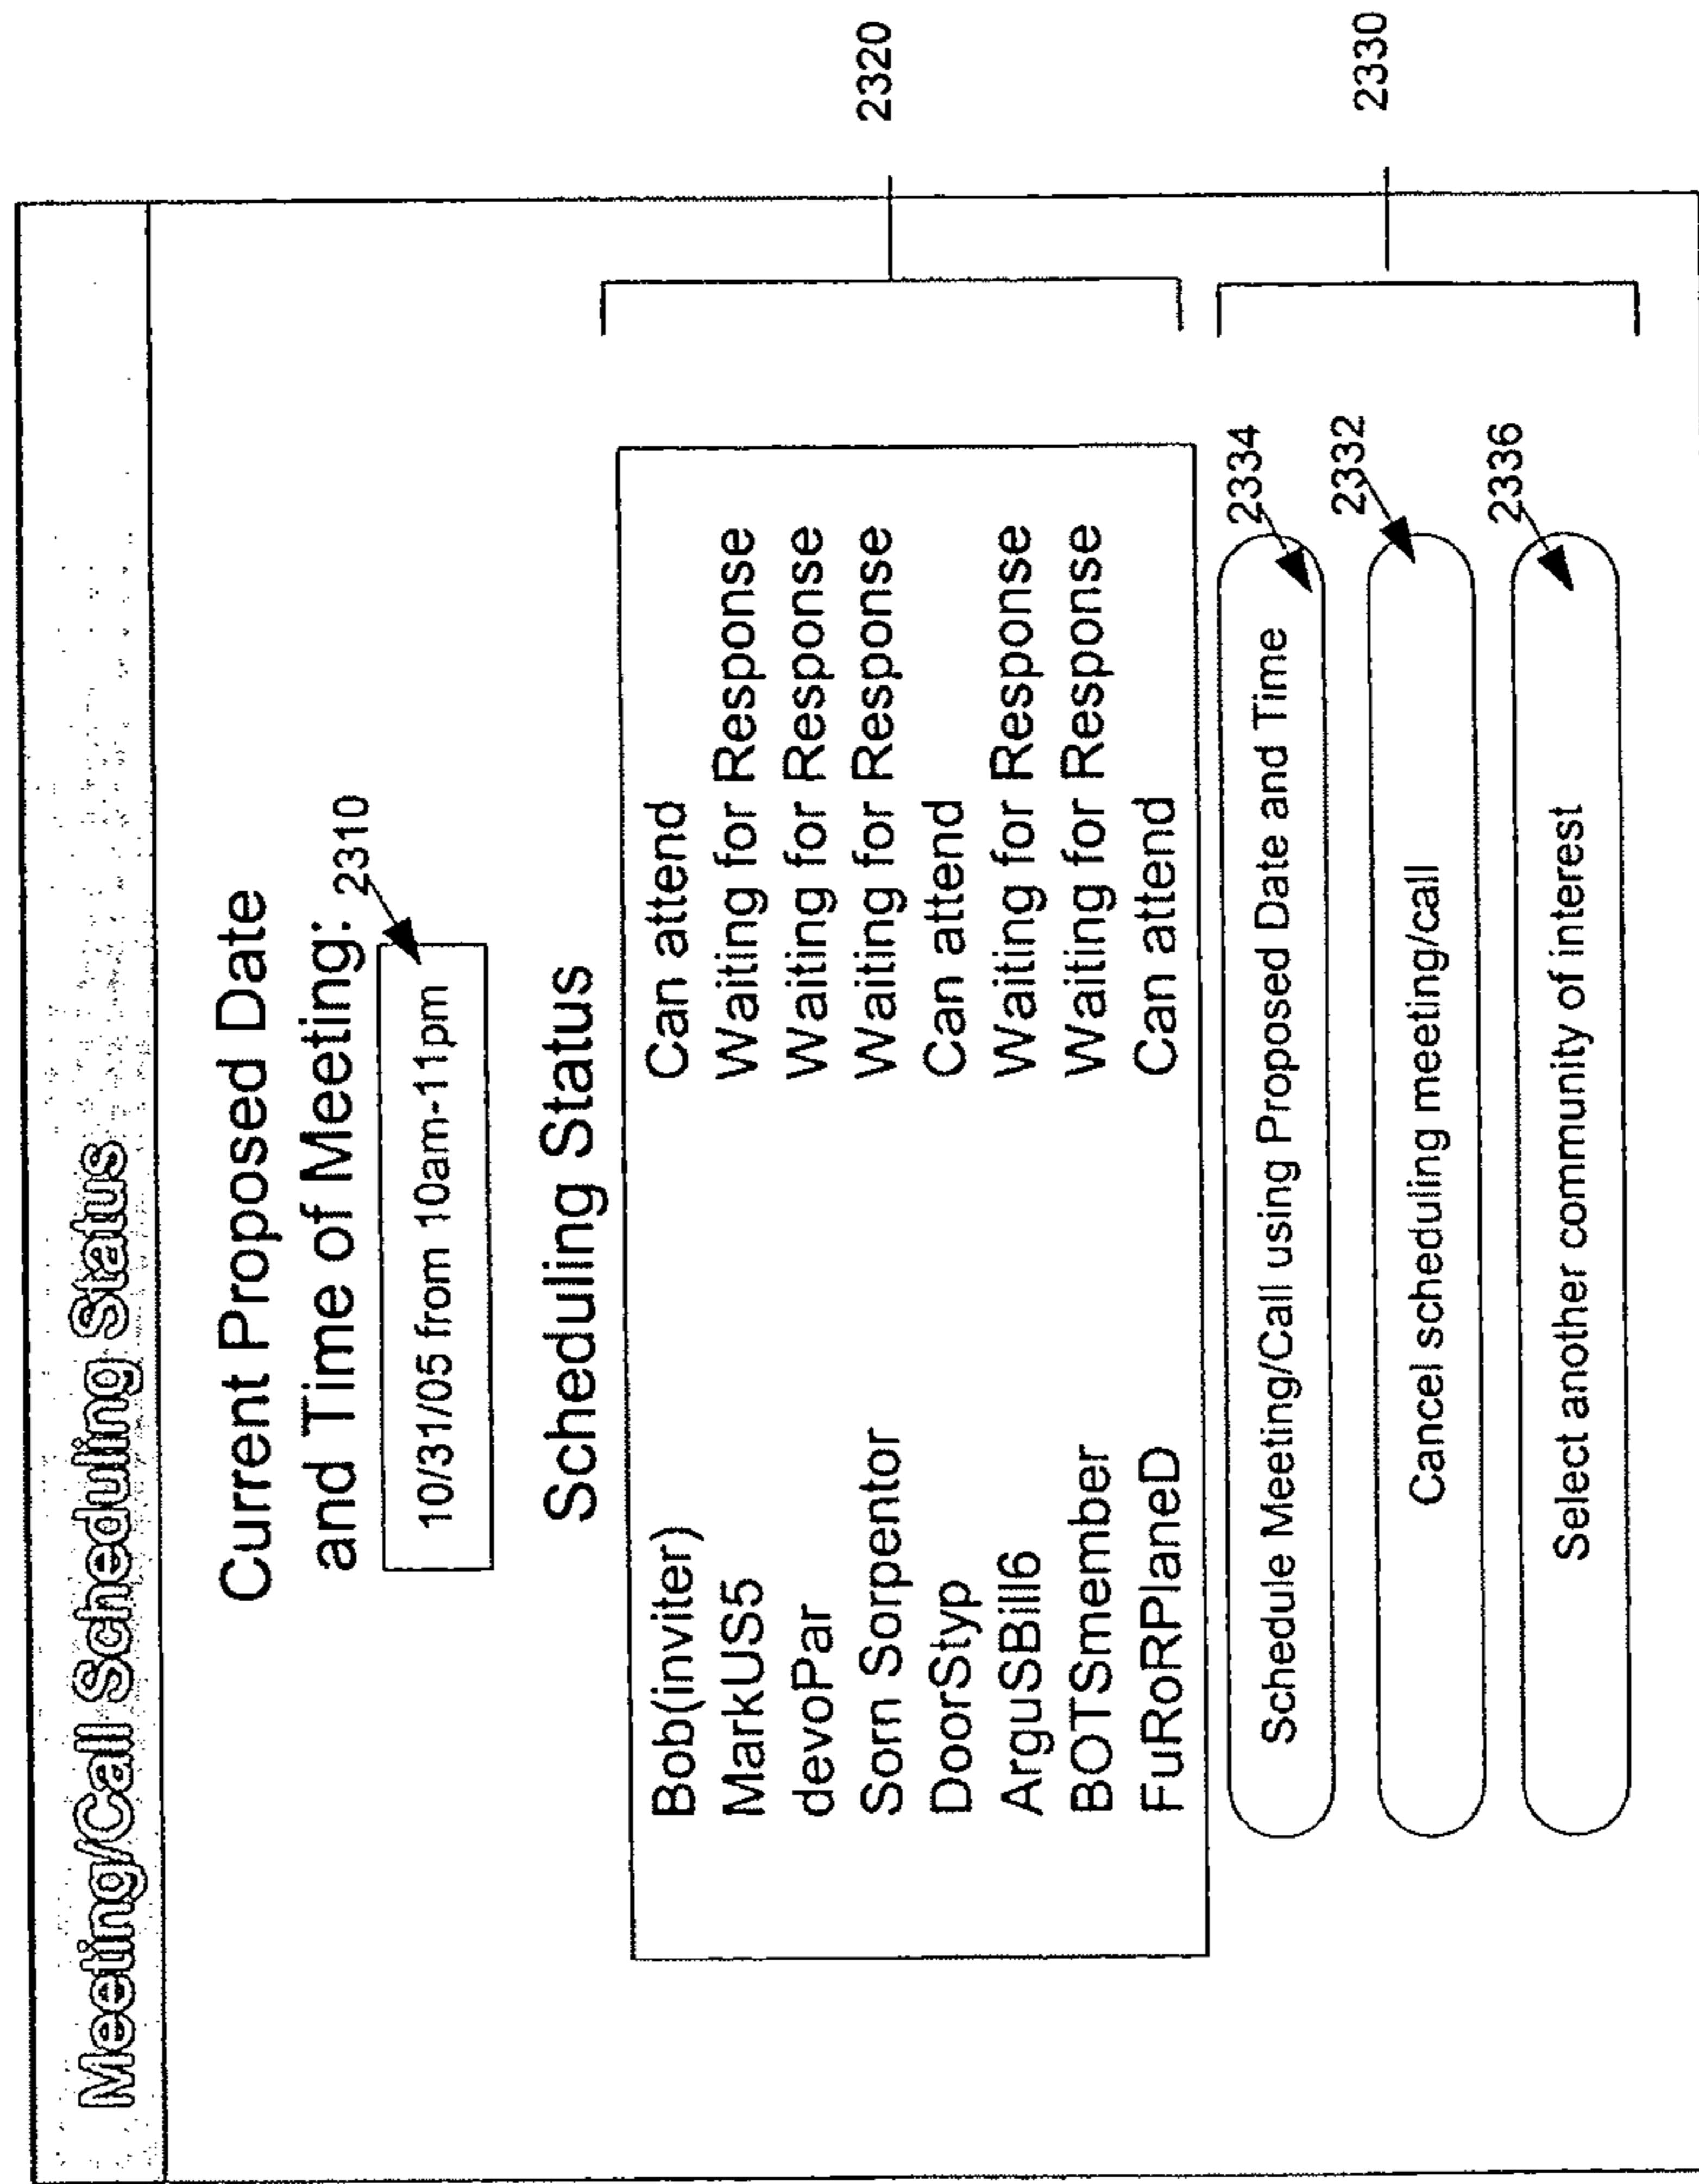 Meeting/Call Scheduling Status
Current Proposed Date
and Time of Meeting:
2310
10/31/05 from 10am-11pm
Scheduling Status
Bob(inviter) Can attend
MarkUS5 Waiting for Response
devoPar Waiting for Response
Sorn Sorpentor Waiting for Response
DoorStyp Can attend
ArguSBill6 Waiting for Response
BOTSmember Waiting for Response
FuRoRPlaneD Can attend
2320
Schedule Meeting/Call using Proposed Date and Time
2334
Cancel scheduling meeting/call
2332
2330
Select another community of interest
2336